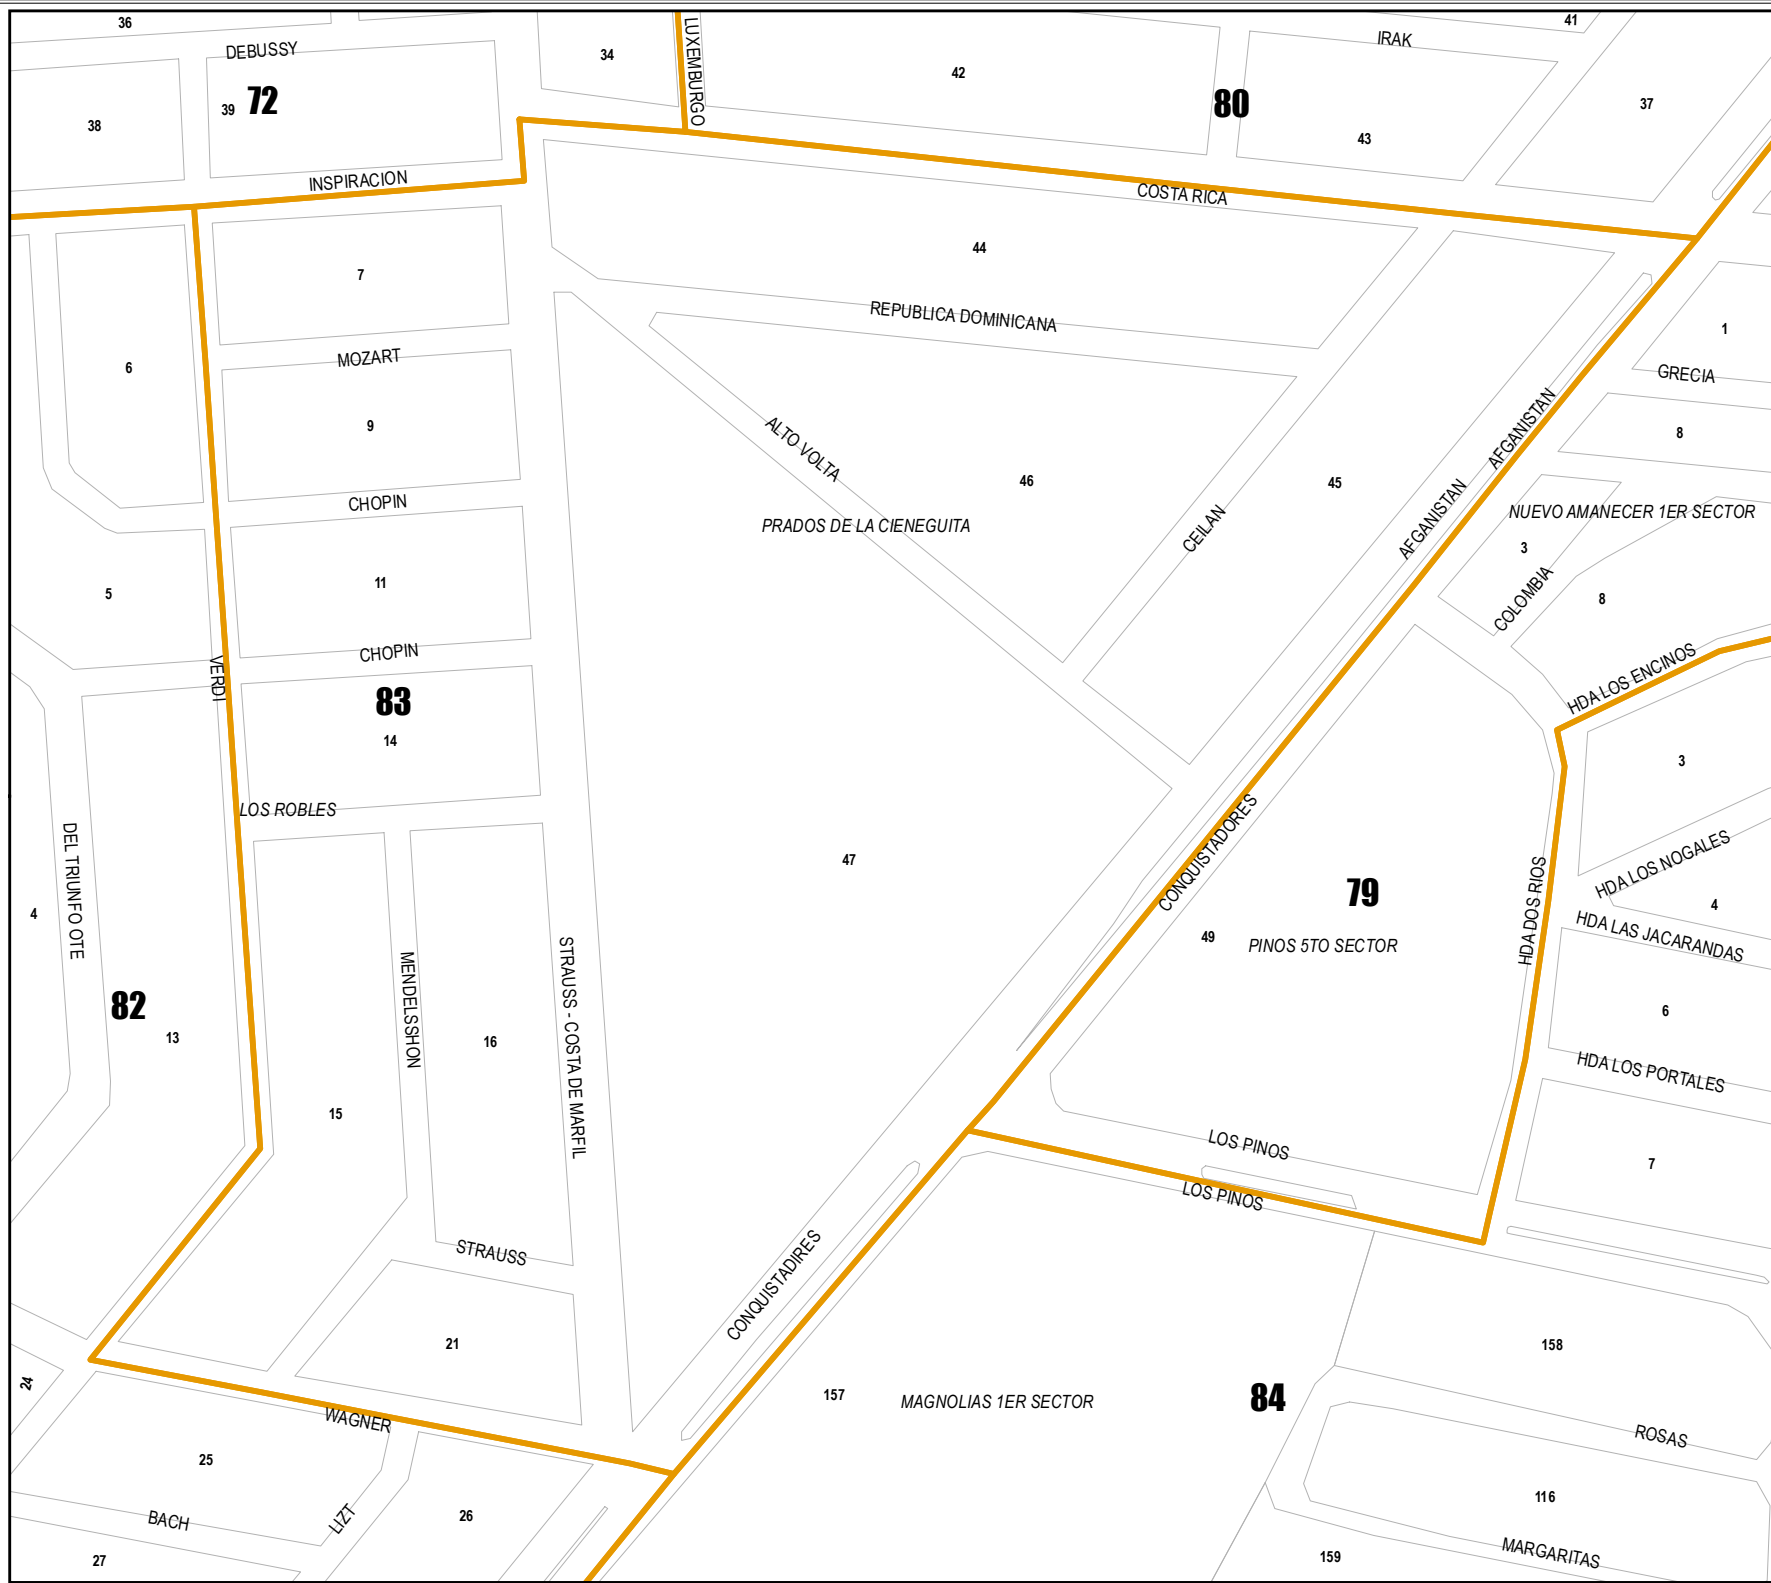 36
41
DEBUSSY
LUXEMBURGO
IRAK
34
42
80
37
39
72
38
43
INSPIRACION
COSTA RICA
44
7
REPUBLICA DOMINICANA
1
MOZART
6
GRECIA
9
ALTO VOLTA
AFGANISTAN
8
46
45
CHOPIN
AFGANISTAN
NUEVO AMANECER 1ER SECTOR
PRADOS DE LA CIENEGUITA
CEILAN
3
11
5
COLOMBIA
8
CHOPIN
VERDI
HDA LOS ENCINOS
83
14
3
LOS ROBLES
DEL TRIUNFO OTE
47
CONQUISTADORES
HDA LOS NOGALES
79
HDA DOS RIOS
4
4
49
PINOS 5TO SECTOR
HDA LAS JACARANDAS
82
MENDELSSHON
STRAUSS - COSTA DE MARFIL
13
16
6
HDA LOS PORTALES
15
LOS PINOS
7
LOS PINOS
STRAUSS
CONQUISTADIRES
21
158
24
157
MAGNOLIAS 1ER SECTOR
84
WAGNER
ROSAS
25
116
BACH
LIZT
26
MARGARITAS
27
159